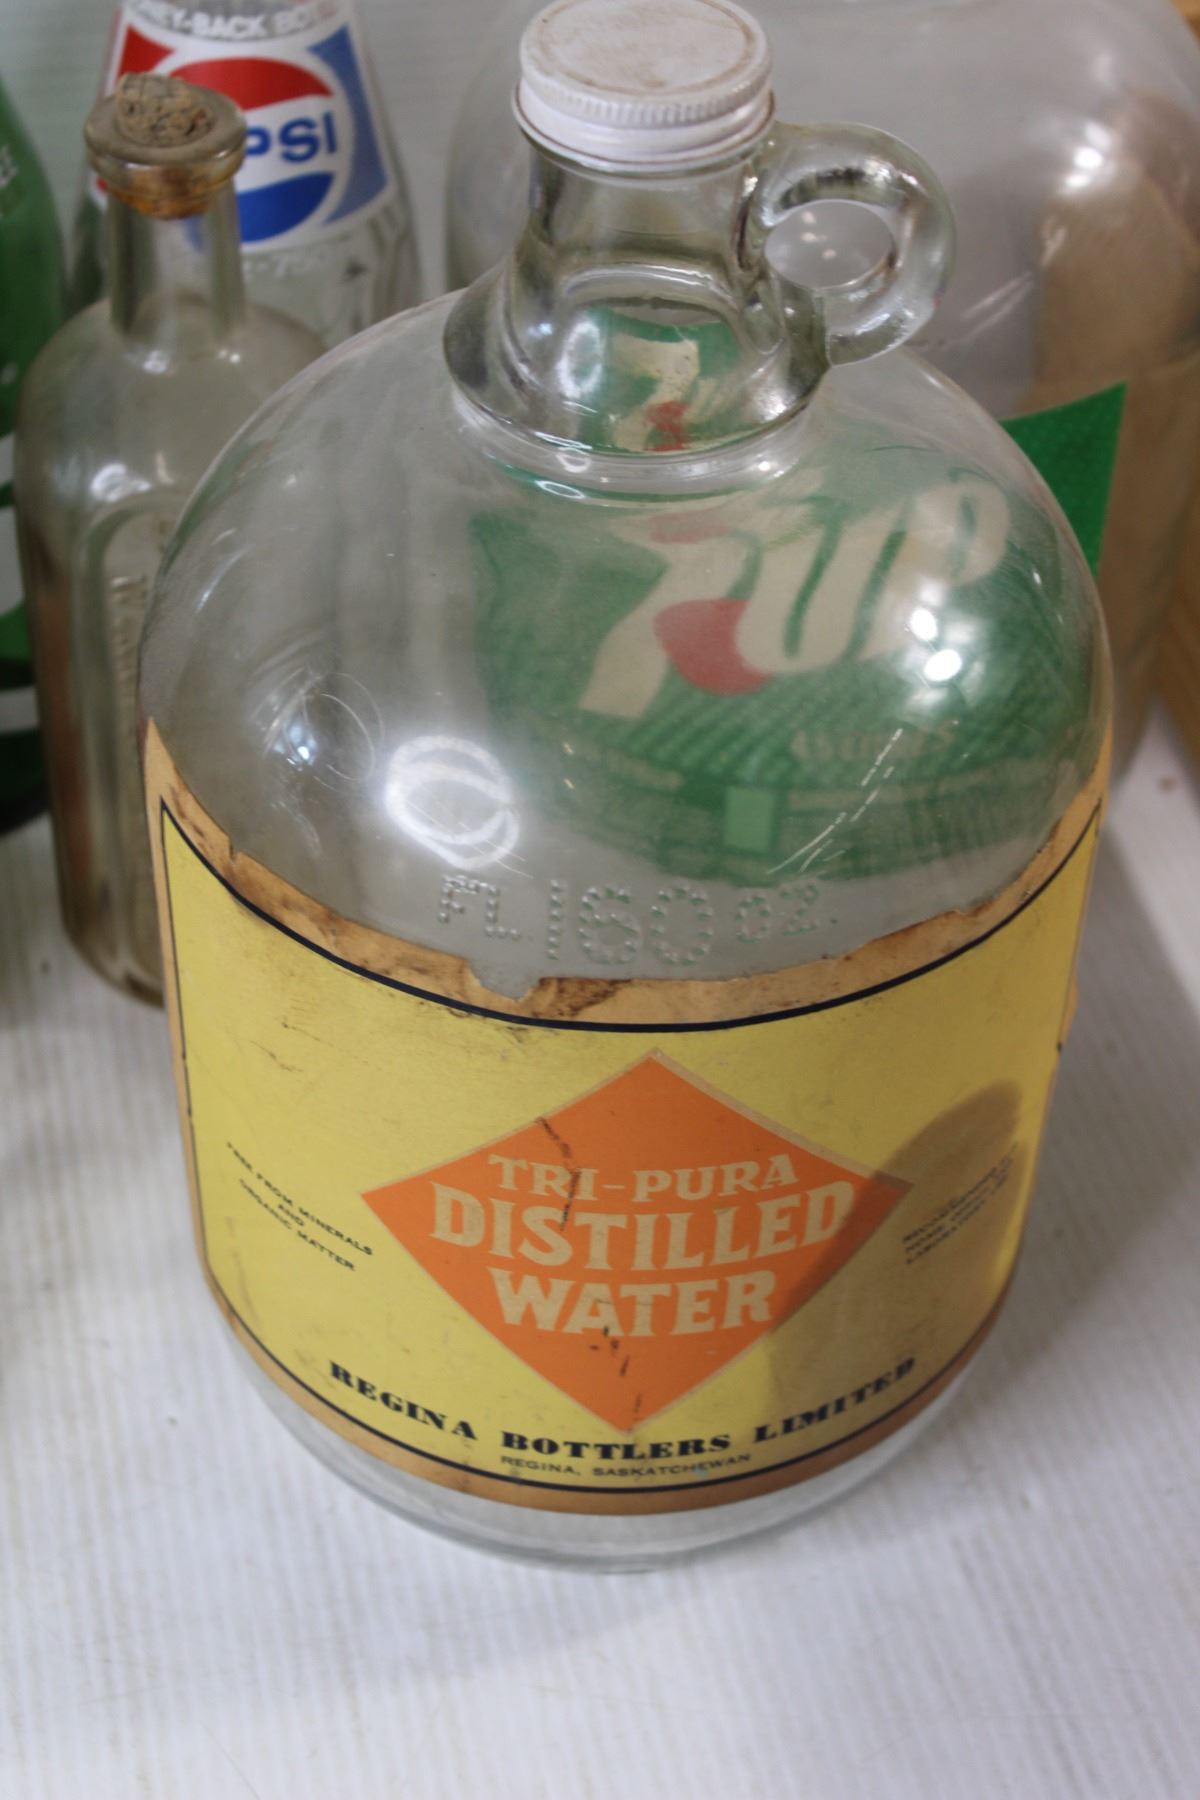 PSI
7UP
FL. 160 OZ.
TRI-PURA
DISTILLED
WATER
FREE FROM MINERALS
AND
ORGANIC MATTER
REGINA BOTTLERS LIMITED
REGINA, SASKATCHEWAN